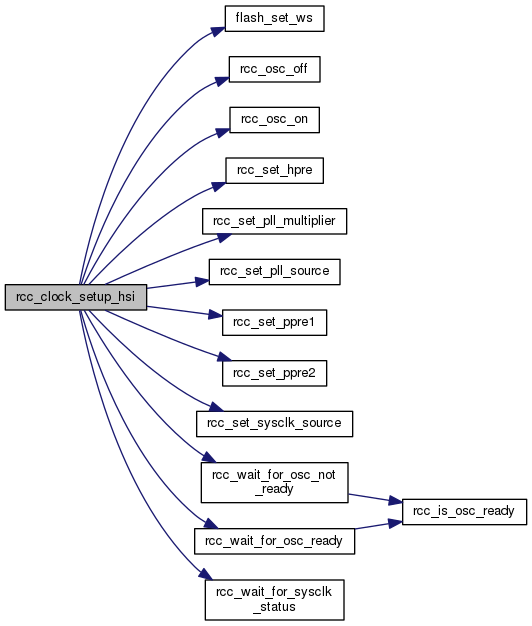 flash_set_ws
rcc_osc_off
rcc_osc_on
rcc_set_hpre
rcc_set_pll_multiplier
rcc_set_pll_source
rcc_clock_setup_hsi
rcc_set_ppre1
rcc_set_ppre2
rcc_set_sysclk_source
rcc_wait_for_osc_not
_ready
rcc_is_osc_ready
rcc_wait_for_osc_ready
rcc_wait_for_sysclk
_status